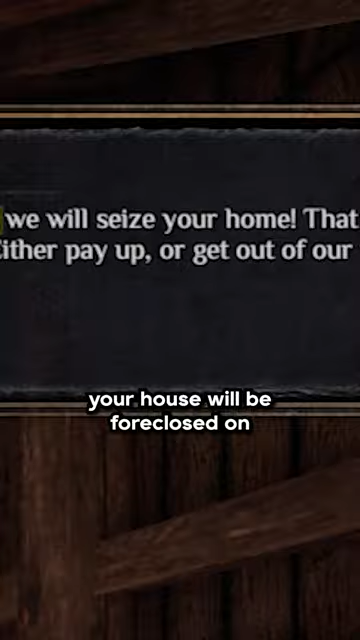 we will seize your home! That
Either pay up, or get out of our
your house will be
foreclosed on